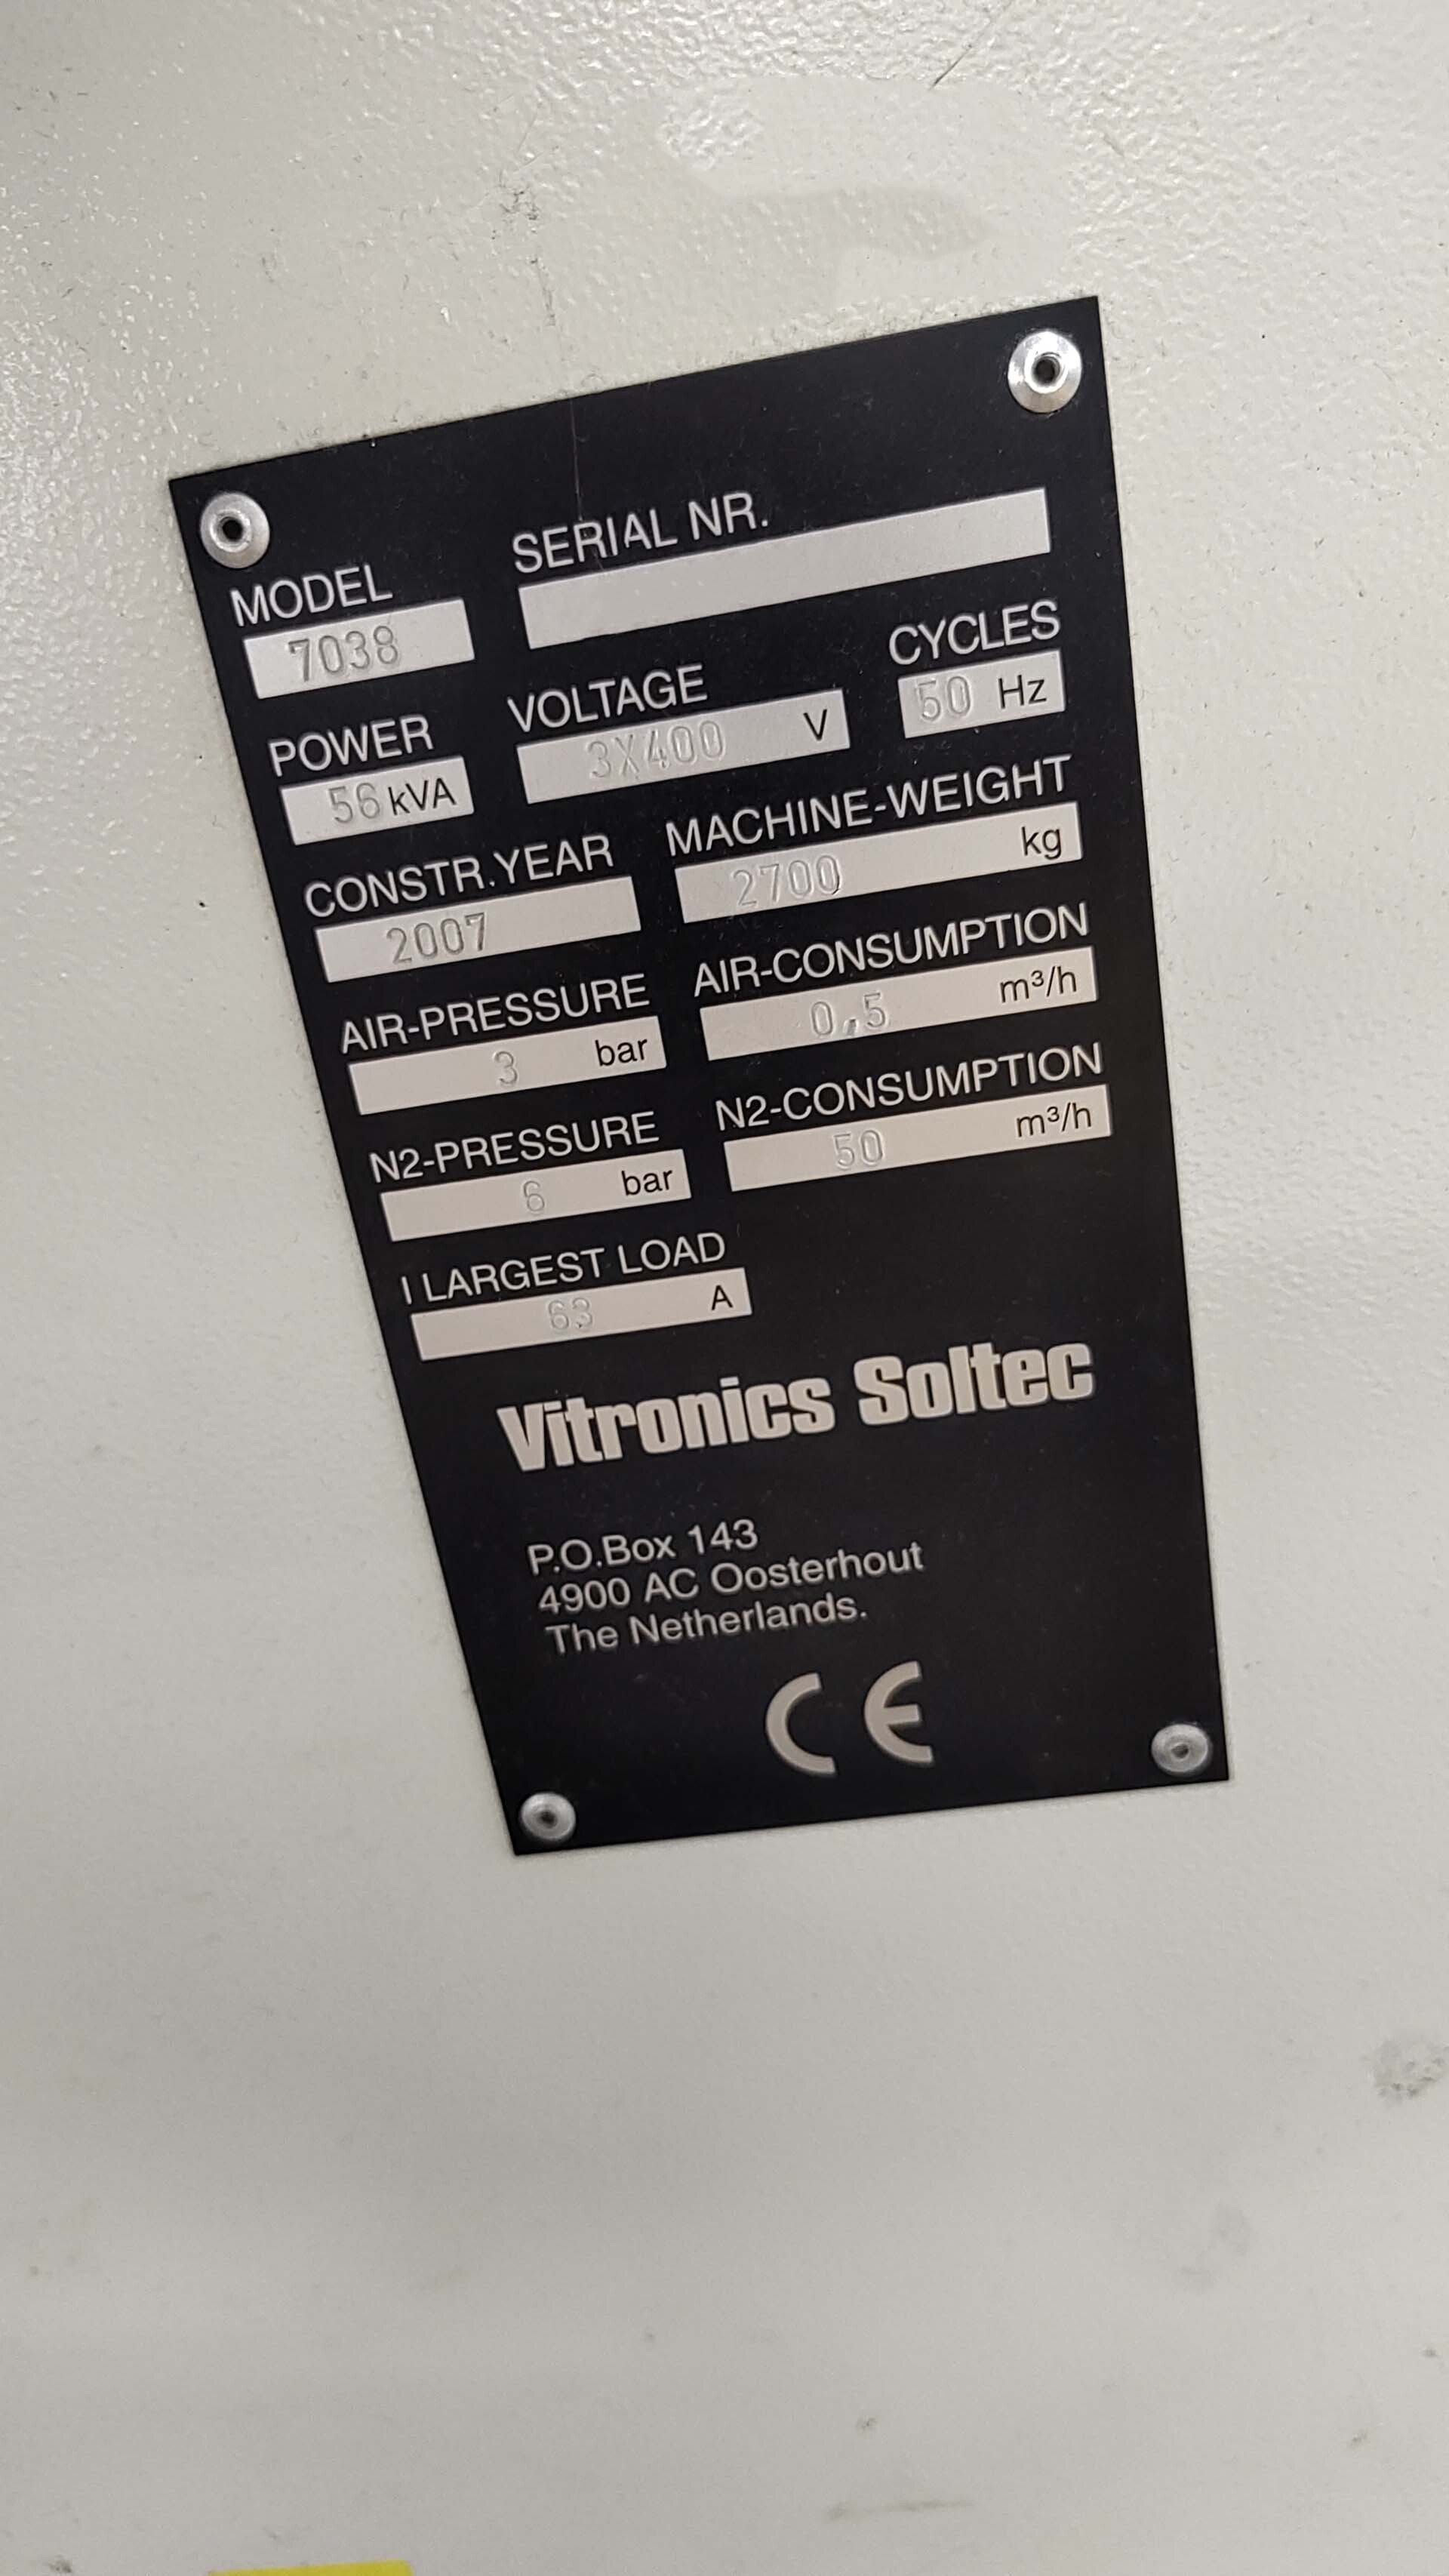 MODEL SERIAL NR.
7038
POWER VOLTAGE CYCLES
56 kVA 3X400 V 50 Hz
CONSTR.YEAR MACHINE-WEIGHT
2007 2700 kg
AIR-PRESSURE AIR-CONSUMPTION
3 bar 0,5 m³/h
N2-PRESSURE N2-CONSUMPTION
6 bar 50 m³/h
I LARGEST LOAD
63 A
Vitronics Soltec
P.O.Box 143
4900 AC Oosterhout
The Netherlands.
CE